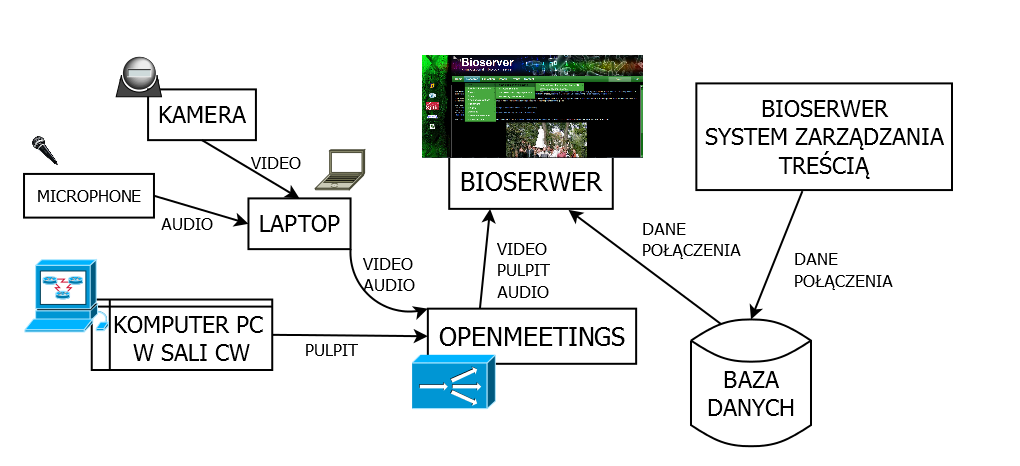 Bioserver
KAMERA
VIDEO
MICROPHONE
AUDIO
LAPTOP
VIDEO
AUDIO
KOMPUTER PC
W SALI CW
PULPIT
OPENMEETINGS
VIDEO
PULPIT
AUDIO
BIOSERWER
DANE
POŁĄCZENIA
BIOSERWER
SYSTEM ZARZĄDZANIA
TREŚCIĄ
DANE
POŁĄCZENIA
BAZA
DANYCH